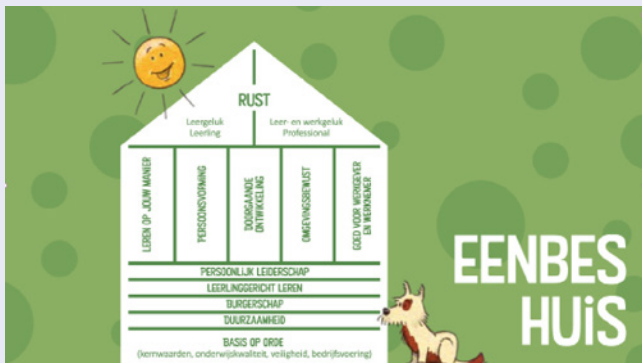 RUST
Leergeluk
Leerling
Leer- en werkgeluk
Professional
LEREN OP JOUW MANIER
PERSOONSVORMING
DOORGAANDE
ONTWIKKELING
OMGEVINGSBEWUST
GOED VOOR WERKGEVER
EN WERKNEMER
PERSOONLIJK LEIDERSCHAP
LEERLINGGERICHT LEREN
BURGERSCHAP
DUURZAAMHEID
BASIS OP ORDE
(kernwaarden, onderwijskwaliteit, veiligheid, bedrijfsvoering)
EENBES
HUiS